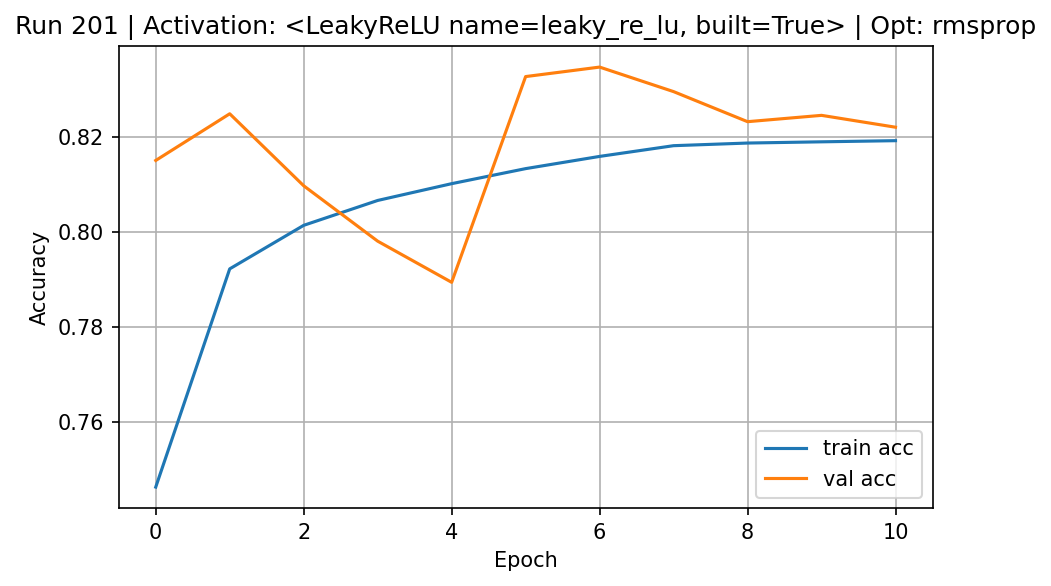 Run 201 | Activation: <LeakyReLU name=leaky_re_lu, built=True> | Opt: rmsprop
Accuracy
0.82
0.80
0.78
0.76
train acc
val acc
0 2 4 6 8 10
Epoch